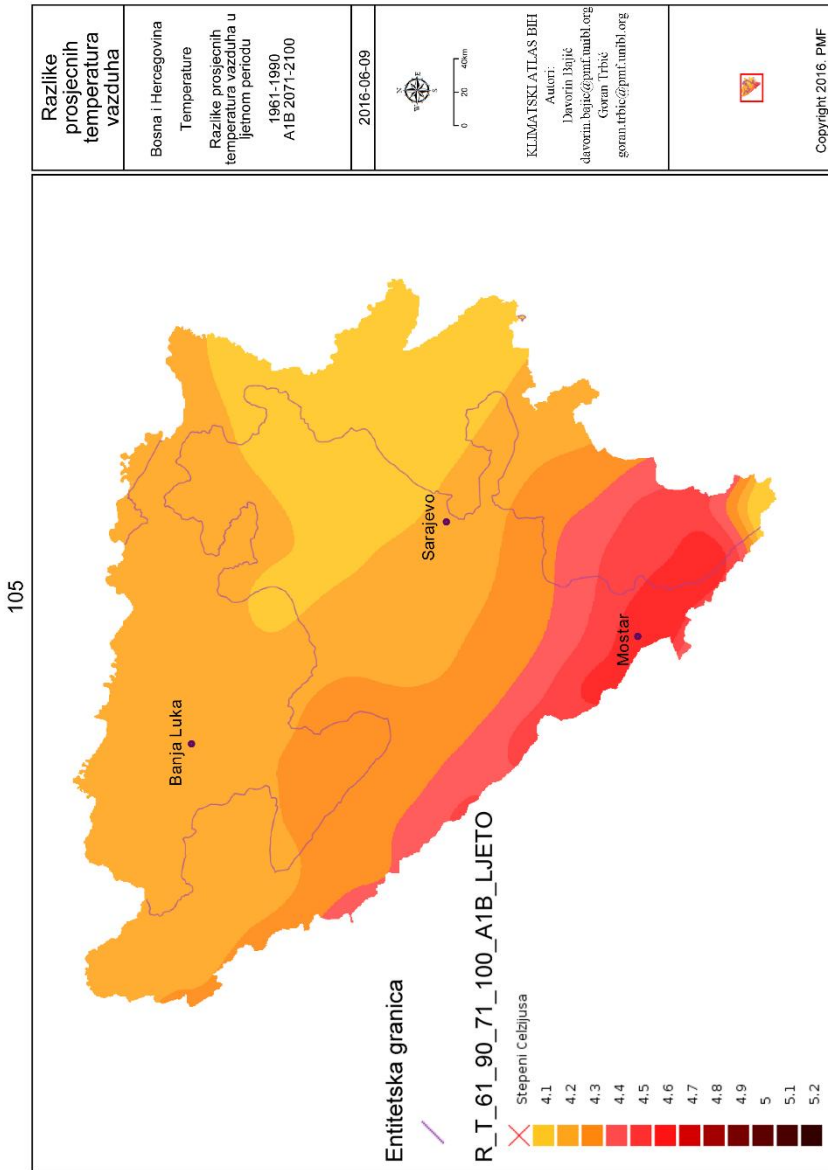 105
Razlike
prosjecnih
temperatura
vazduha
Bosna i Hercegovina
Temperature
Razlike prosjecnih
temperatura vazduha u
ljetnom periodu
1961-1990
A1B 2071-2100
2016-06-09
N
E
S
W
0 20 40km
KLIMATSKI ATLAS BIH
Autori:
Davorin Bajić
davorin.bajic@pmf.unibl.org
Goran Trbić
goran.trbic@pmf.unibl.org
Copyright 2016. PMF
Banja Luka
Sarajevo
Mostar
Entitetska granica
R_T_61_90_71_100_A1B_LJETO
Stepeni Celzijusa
4.1
4.2
4.3
4.4
4.5
4.6
4.7
4.8
4.9
5
5.1
5.2